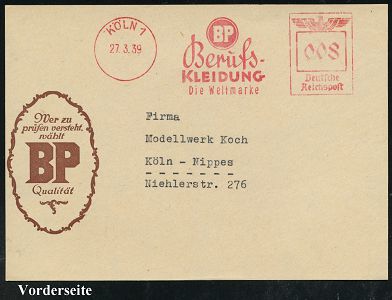 KÖLN 1
27.3.39
BP
Berufs-
KLEIDUNG
Die Weltmarke
008
Deutsche
Reichspost
Wer zu
prüfen versteht,
wählt
BP
Qualität
Firma
Modellwerk Koch
Köln - Nippes
- - - - - - -
Niehlerstr. 276
Vorderseite